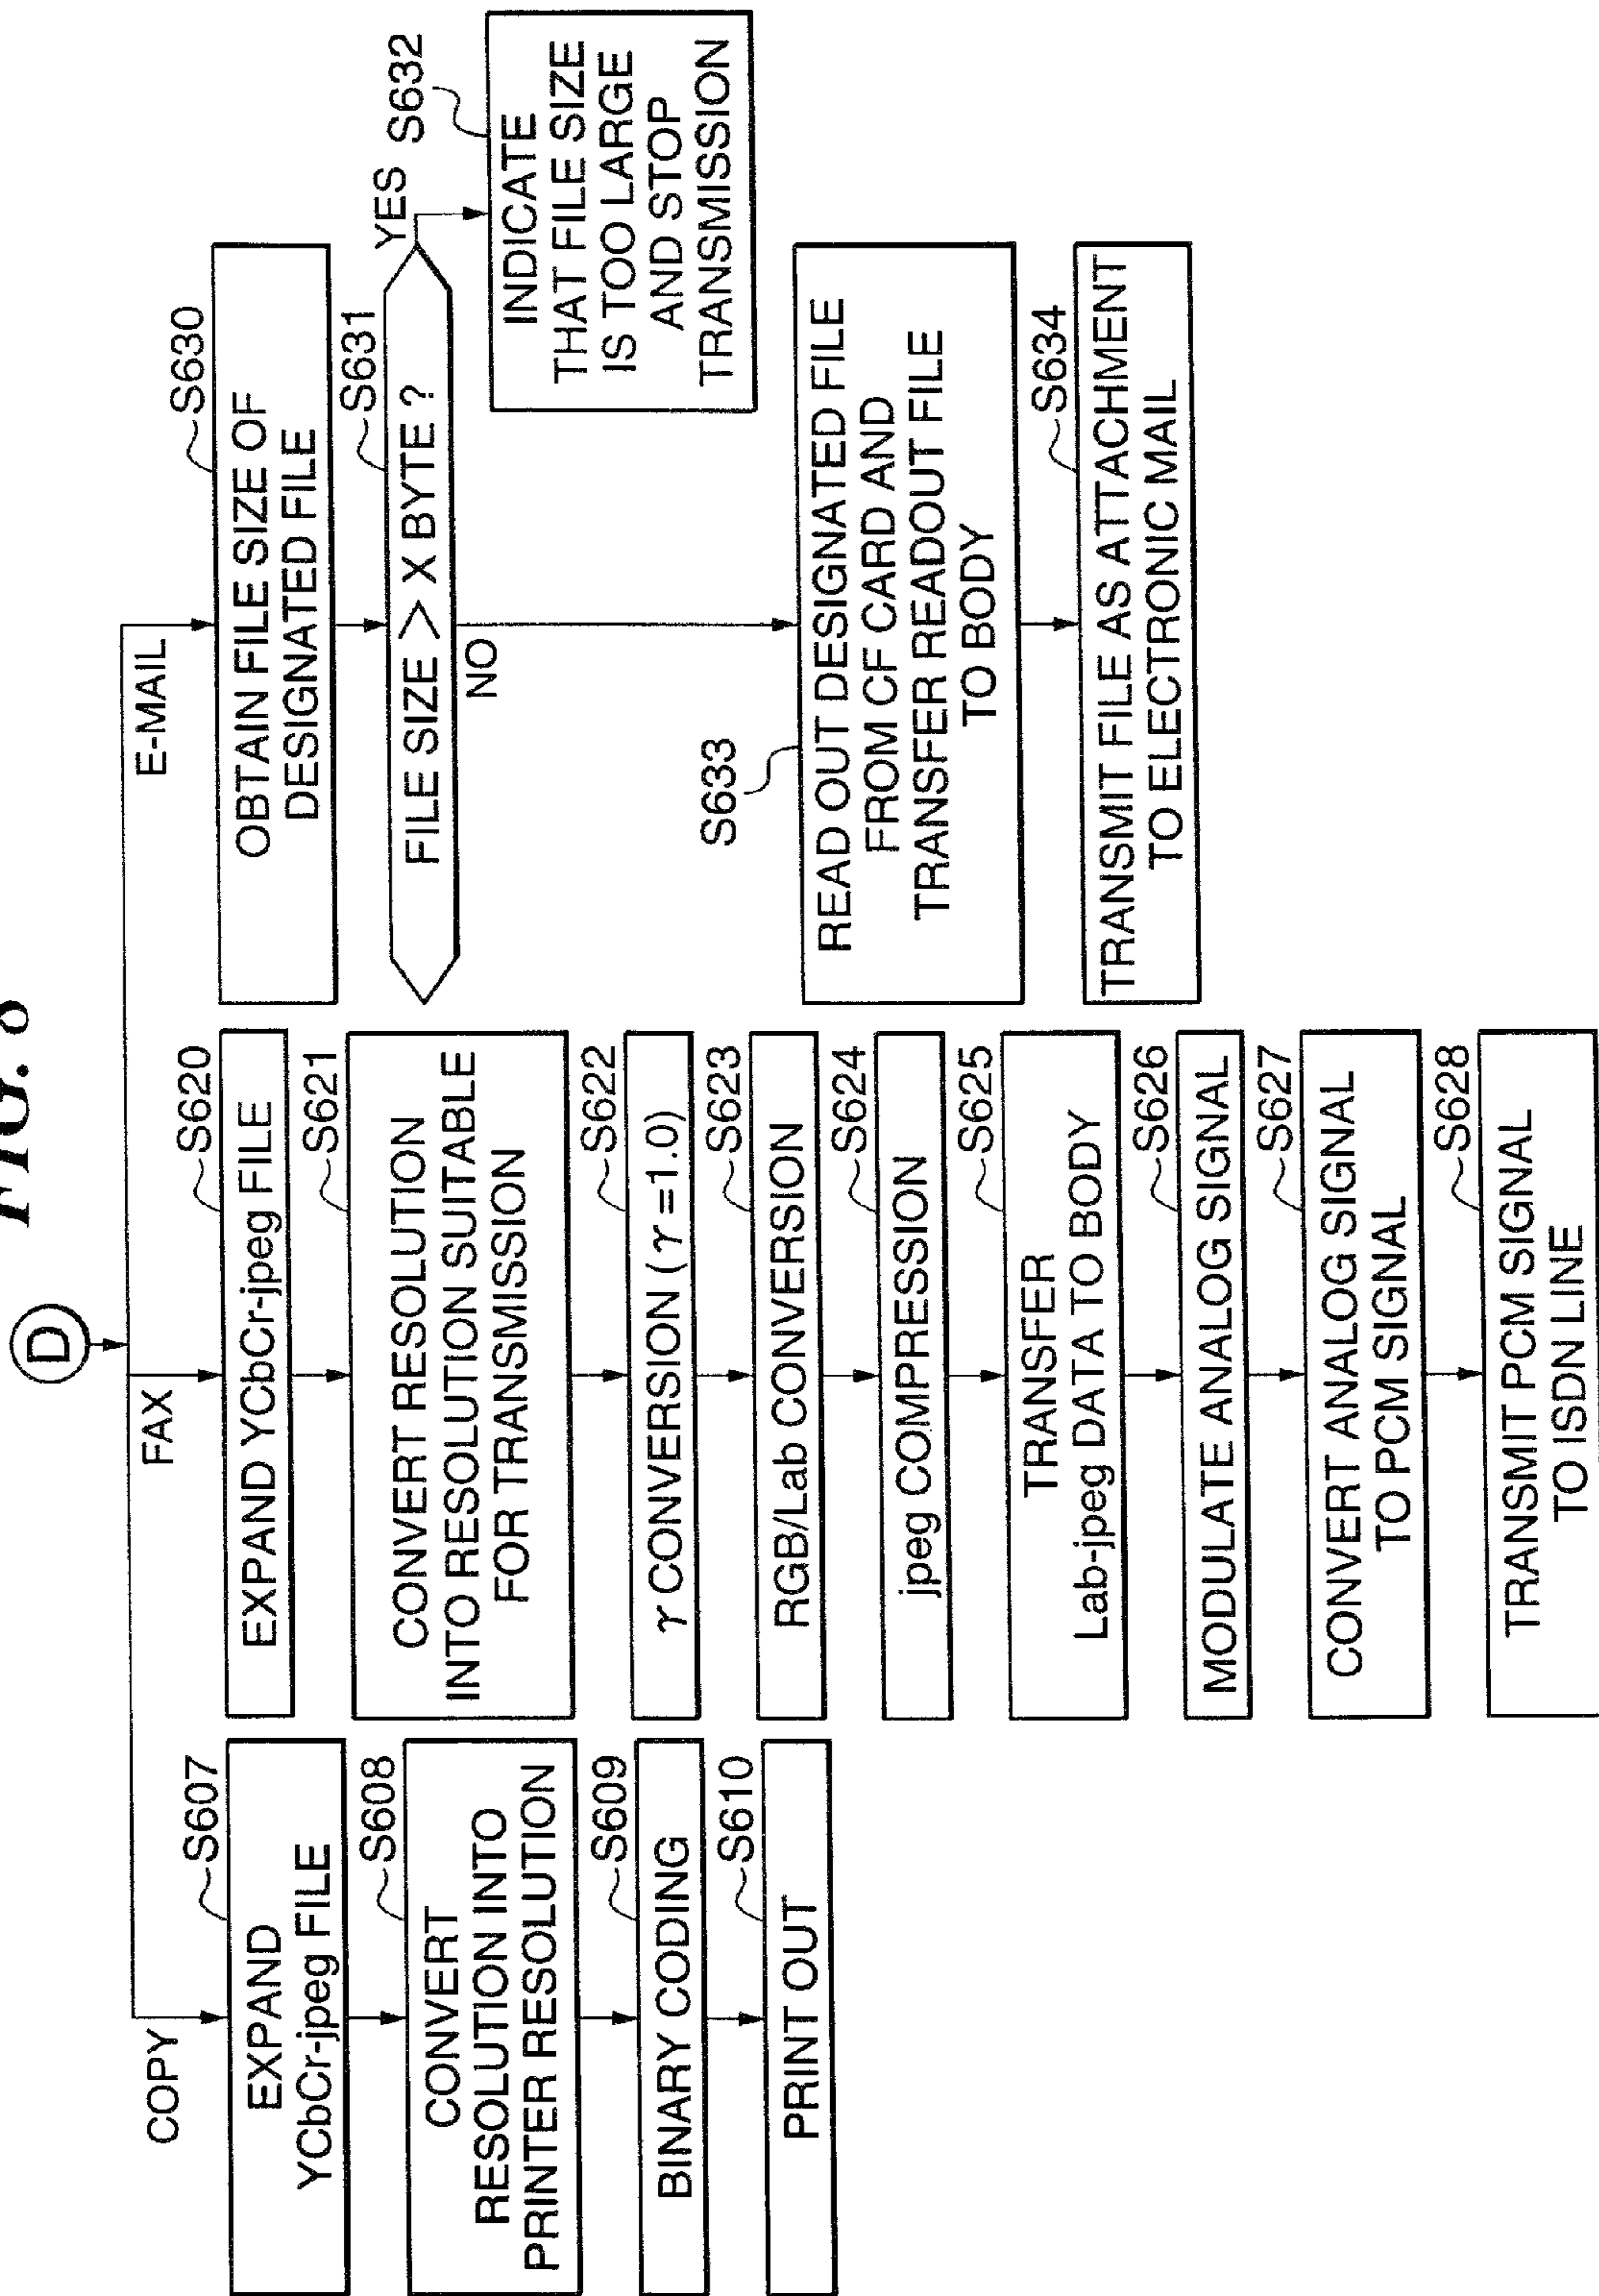 FIG. 8
D
COPY
S607
EXPAND
YCbCr-jpeg FILE
S608
CONVERT
RESOLUTION INTO
PRINTER RESOLUTION
S609
BINARY CODING
S610
PRINT OUT
FAX
S620
EXPAND YCbCr-jpeg FILE
S621
CONVERT RESOLUTION
INTO RESOLUTION SUITABLE
FOR TRANSMISSION
S622
γ CONVERSION (γ=1.0)
S623
RGB/Lab CONVERSION
S624
jpeg COMPRESSION
S625
TRANSFER
Lab-jpeg DATA TO BODY
S626
MODULATE ANALOG SIGNAL
S627
CONVERT ANALOG SIGNAL
TO PCM SIGNAL
S628
TRANSMIT PCM SIGNAL
TO ISDN LINE
E-MAIL
S630
OBTAIN FILE SIZE OF
DESIGNATED FILE
S631
FILE SIZE > X BYTE ?
YES
NO
S632
INDICATE
THAT FILE SIZE
IS TOO LARGE
AND STOP
TRANSMISSION
S633
READ OUT DESIGNATED FILE
FROM CF CARD AND
TRANSFER READOUT FILE
TO BODY
S634
TRANSMIT FILE AS ATTACHMENT
TO ELECTRONIC MAIL